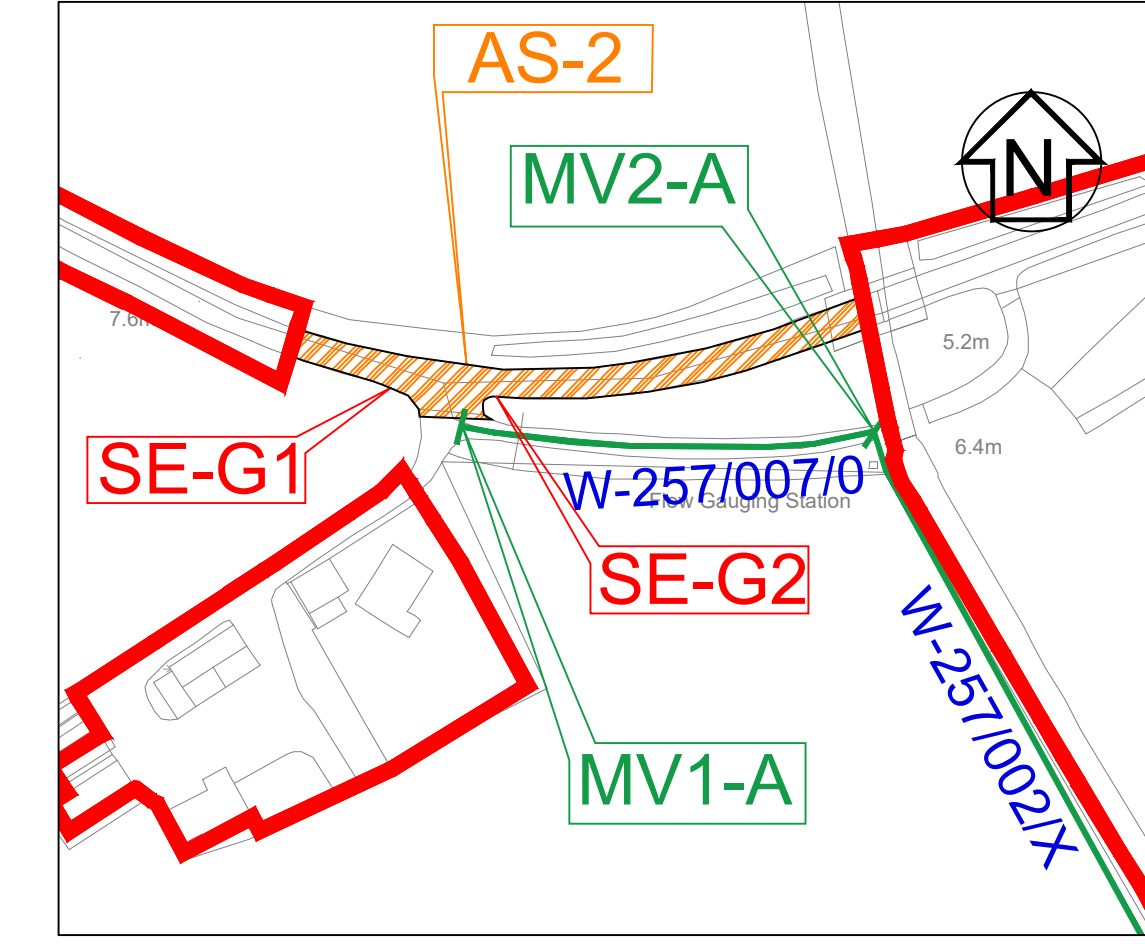 AS-2
MV2-A
N
7.6m
5.2m
SE-G1
6.4m
W-257/007/0
Flow Gauging Station
SE-G2
W-257/002/X
MV1-A